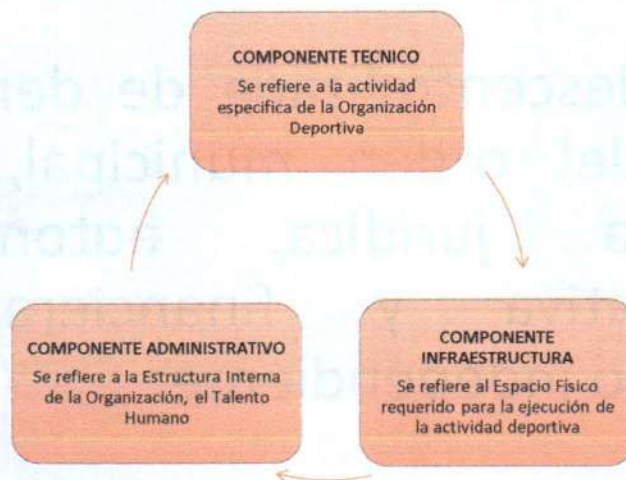 COMPONENTE TECNICO
Se refiere a la actividad
especifica de la Organización
Deportiva
COMPONENTE ADMINISTRATIVO
Se refiere a la Estructura Interna
de la Organización, el Talento
Humano
COMPONENTE
INFRAESTRUCTURA
Se refiere al Espacio Físico
requerido para la ejecución de
la actividad deportiva